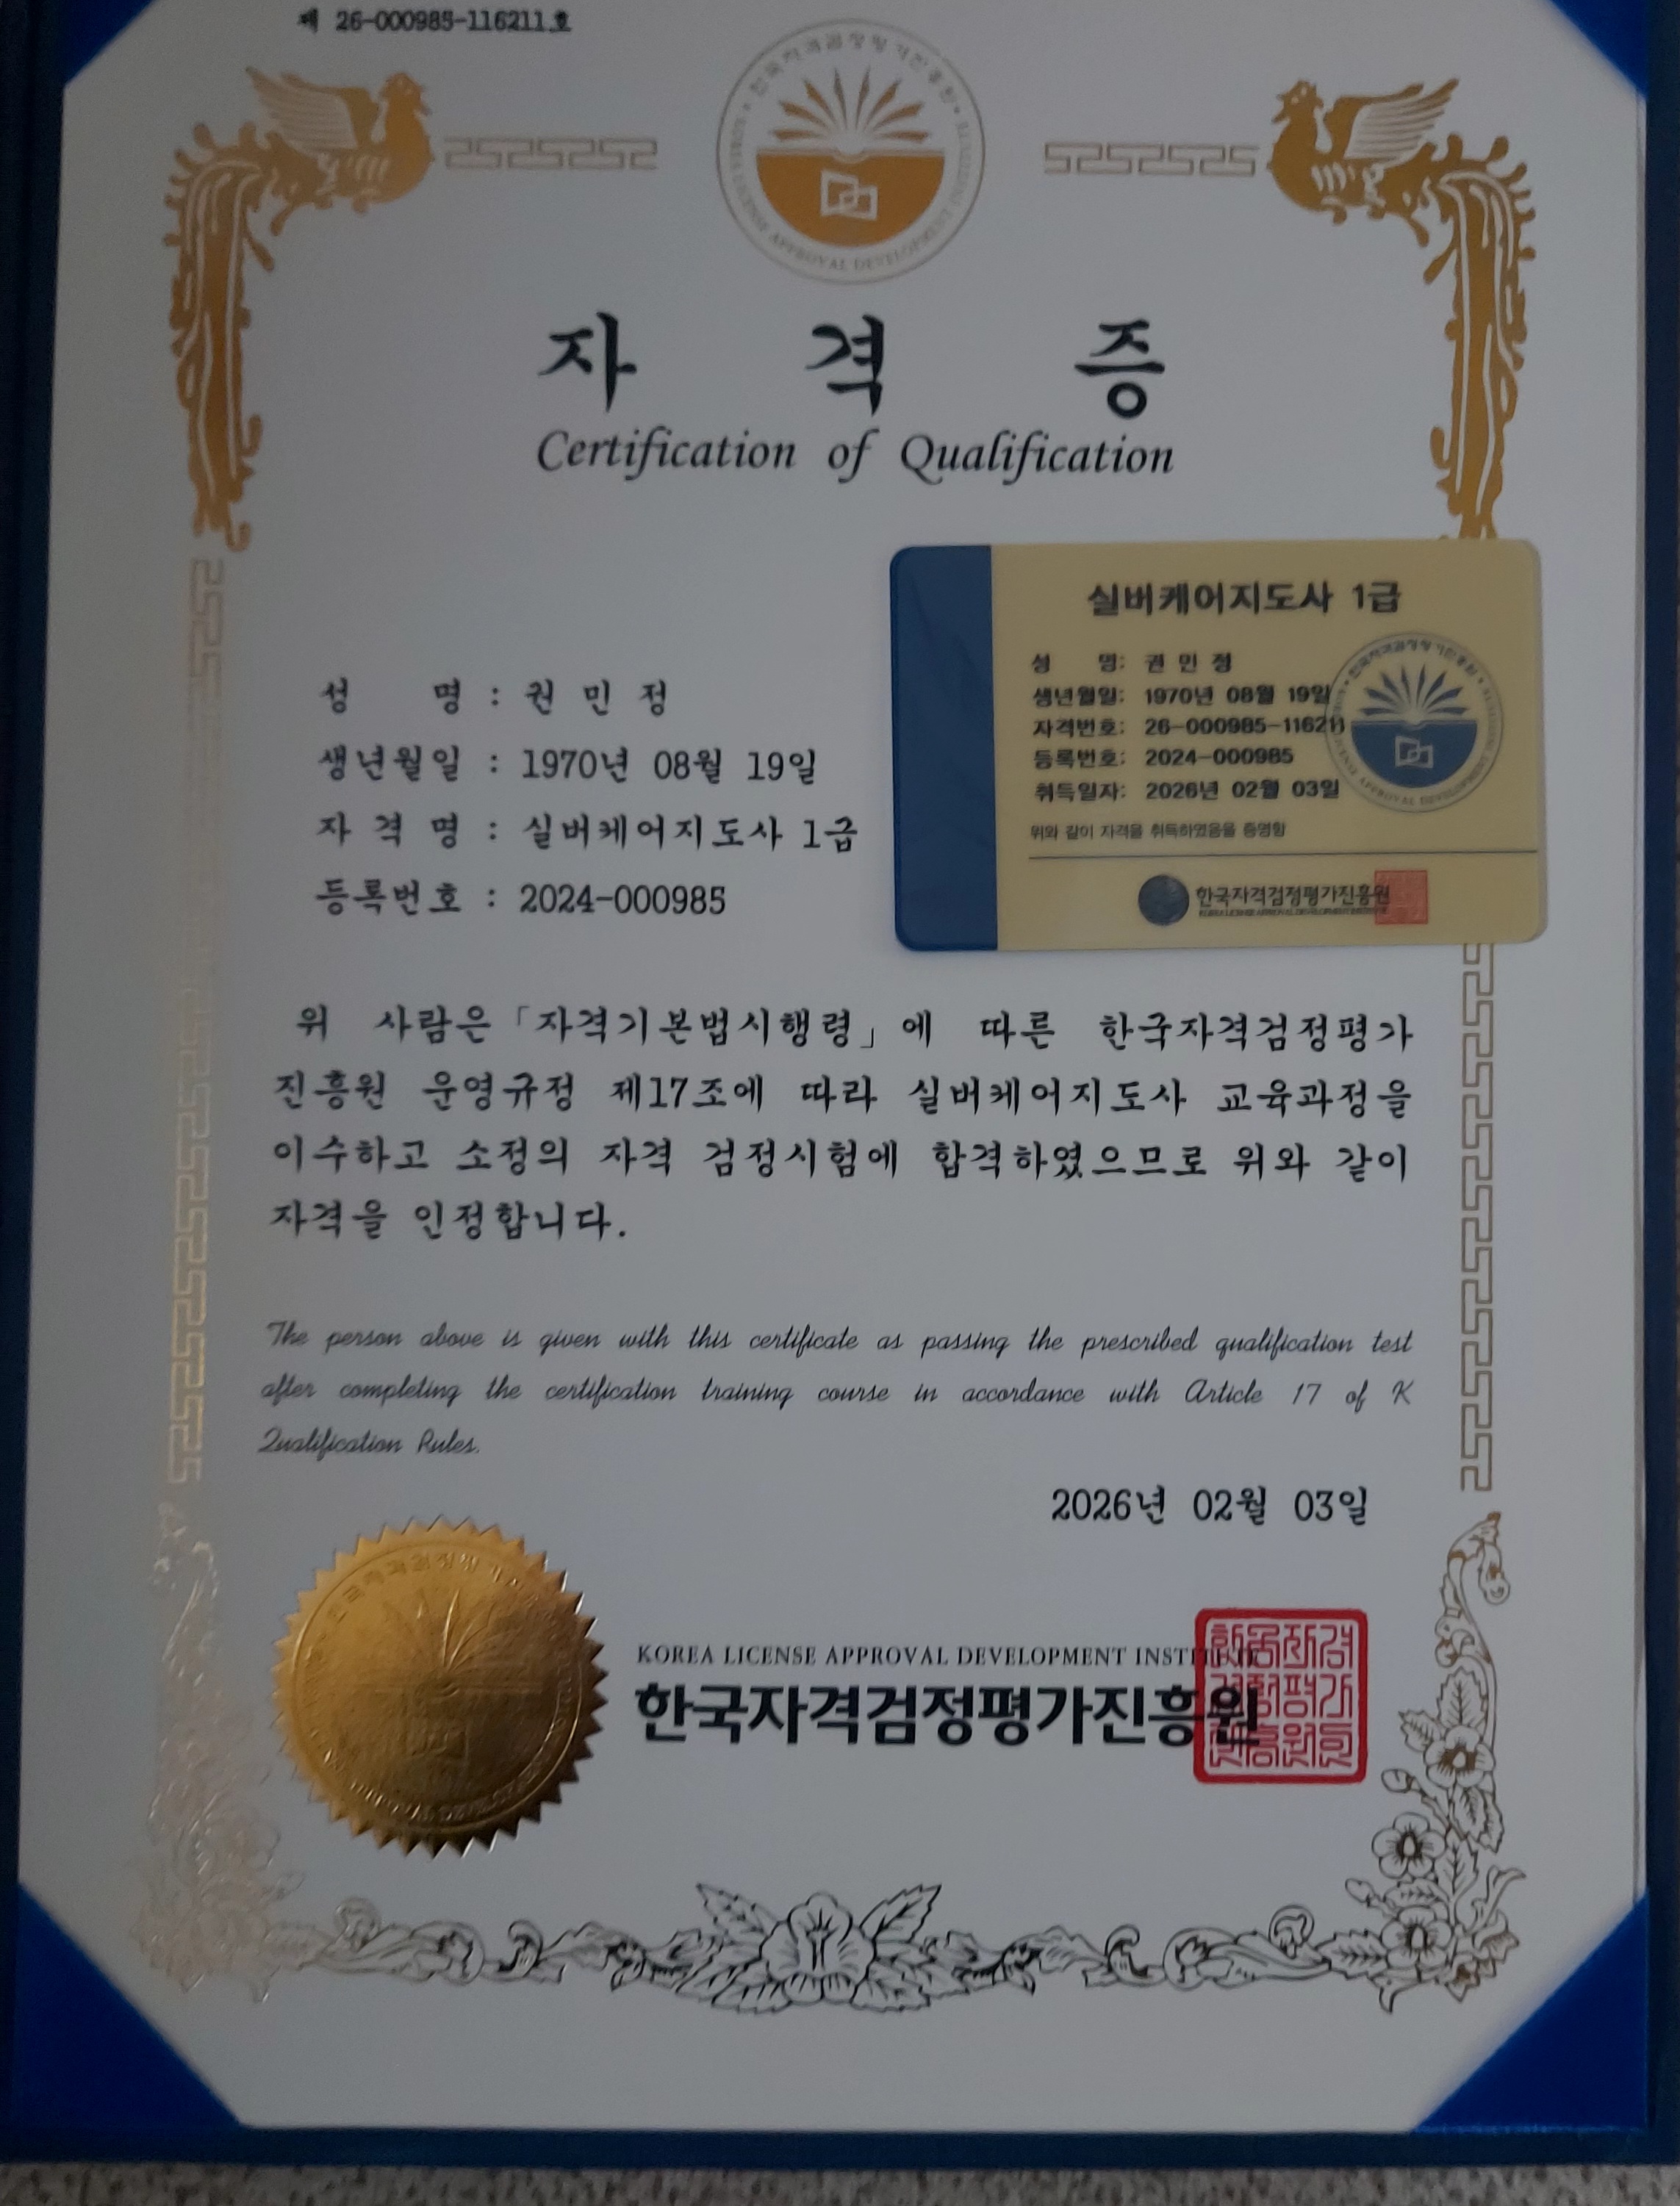 제 26-000985-116211호
자 격 증
Certification of Qualification
성 명 : 권 민 정
생년월일 : 1970년 08월 19일
자 격 명 : 실버케어지도사 1급
등록번호 : 2024-000985
실버케어지도사 1급
성 명: 권 민 정
생년월일: 1970년 08월 19일
자격번호: 26-000985-116211
등록번호: 2024-000985
취득일자: 2026년 02월 03일
위와 같이 자격을 취득하였음을 증명함
한국자격검정평가진흥원
KOREA LICENSE APPROVAL DEVELOPMENT INSTITUTE
위 사람은「자격기본법시행령」에 따른 한국자격검정평가
진흥원 운영규정 제17조에 따라 실버케어지도사 교육과정을
이수하고 소정의 자격 검정시험에 합격하였으므로 위와 같이
자격을 인정합니다.
The person above is given with this certificate as passing the prescribed qualification test
after completing the certification training course in accordance with Article 17 of K
Qualification Rules.
2026년 02월 03일
KOREA LICENSE APPROVAL DEVELOPMENT INSTITUTE
한국자격검정평가진흥원